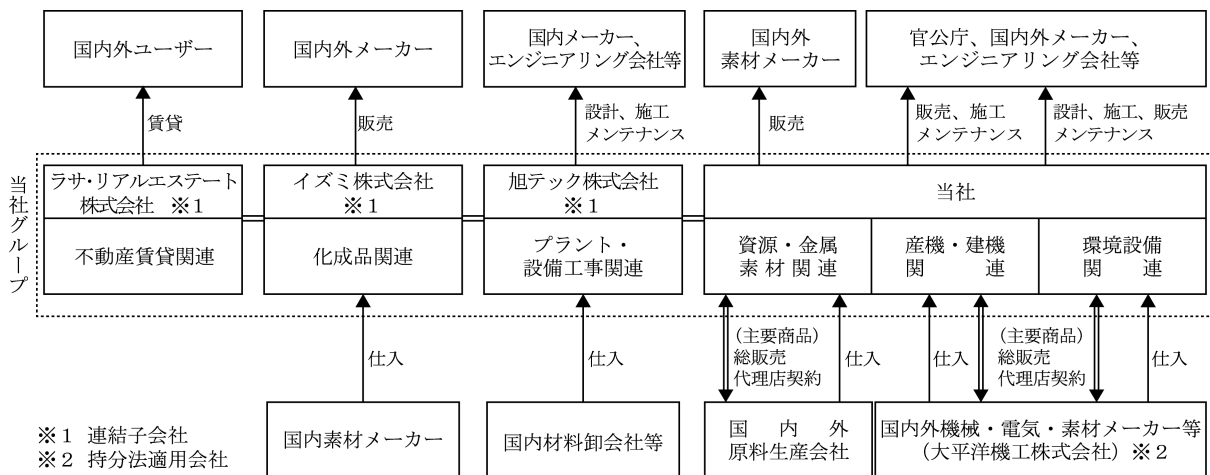 国内外ユーザー
国内外メーカー
国内メーカー、
エンジニアリング会社等
国内外
素材メーカー
官公庁、国内外メーカー、
エンジニアリング会社等
賃貸
販売
設計、施工
メンテナンス
販売
販売、施工
メンテナンス
設計、施工、販売
メンテナンス
当社グループ
ラサ・リアルエステート
株式会社 ※1
イズミ株式会社
※1
旭テック株式会社
※1
当社
不動産賃貸関連
化成品関連
プラント・
設備工事関連
資源・金属
素材関連
産機・建機
関連
環境設備
関連
仕入
仕入
(主要商品)
総販売
代理店契約
仕入
仕入
(主要商品)
総販売
代理店契約
仕入
国内素材メーカー
国内材料卸会社等
国内外
原料生産会社
国内外機械・電気・素材メーカー等
(大平洋機工株式会社)※2
※1 連結子会社
※2 持分法適用会社